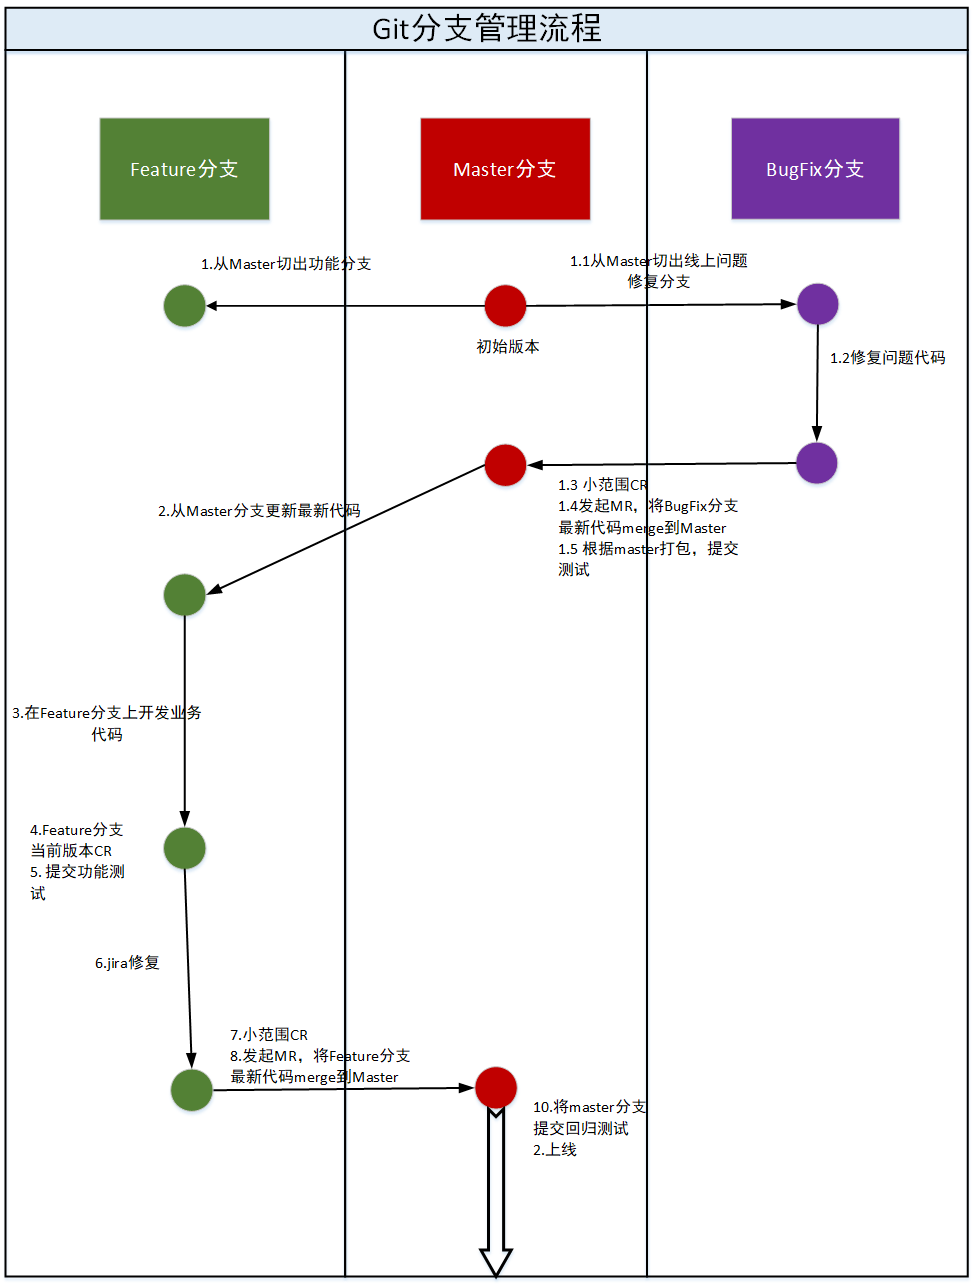 Git分支管理流程
Feature分支
Master分支
BugFix分支
1.从Master切出功能分支
1.1从Master切出线上问题
修复分支
初始版本
1.2修复问题代码
1.3 小范围CR
1.4发起MR，将BugFix分支
最新代码merge到Master
1.5 根据master打包，提交
测试
2.从Master分支更新最新代码
3.在Feature分支上开发业务
代码
4.Feature分支
当前版本CR
5. 提交功能测
试
6.jira修复
7.小范围CR
8.发起MR，将Feature分支
最新代码merge到Master
10.将master分支
提交回归测试
2.上线